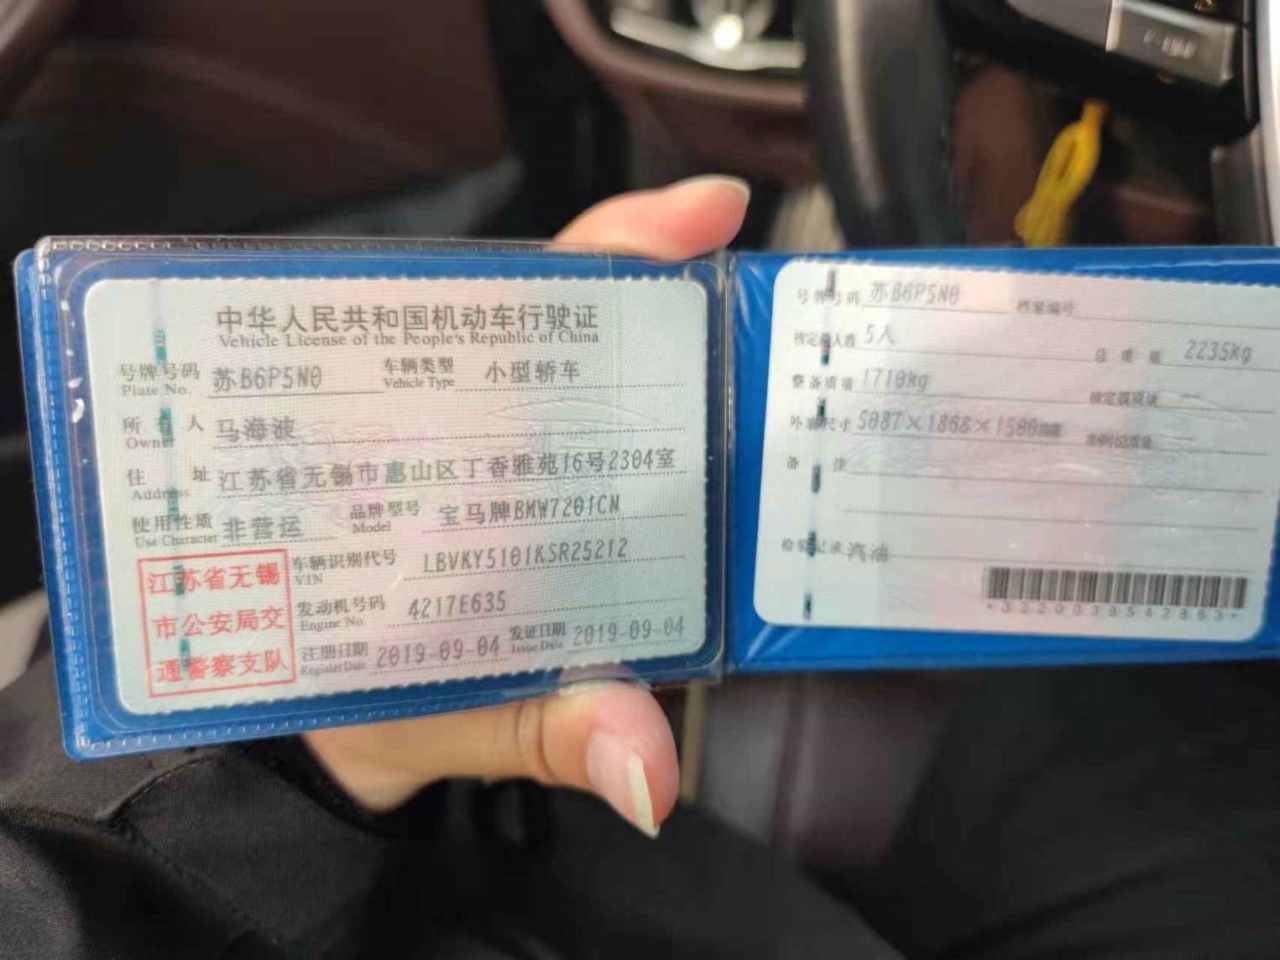 中华人民共和国机动车行驶证
Vehicle License of the People's Republic of China
号牌号码 苏B6P5N0 车辆类型 小型轿车
Plate No. Vehicle Type
所有人 马海波
Owner
住址 江苏省无锡市惠山区丁香雅苑16号2304室
Address
使用性质 非营运 品牌型号 宝马牌BMW7201CN
Use Character Model
江苏省无锡
市公安局交
通警察支队
车辆识别代号 LBVKY5101KSR25212
VIN
发动机号码 4217E635
Engine No.
注册日期 2019-09-04 发证日期 2019-09-04
Register Date Issue Date
号牌号码 苏B6P5N0 档案编号
核定载人数 5人 总质量 2235kg
整备质量 1710kg 核定载质量
外廓尺寸 5087×1868×1500mm
备注
检验记录 汽油
*3220038542863*